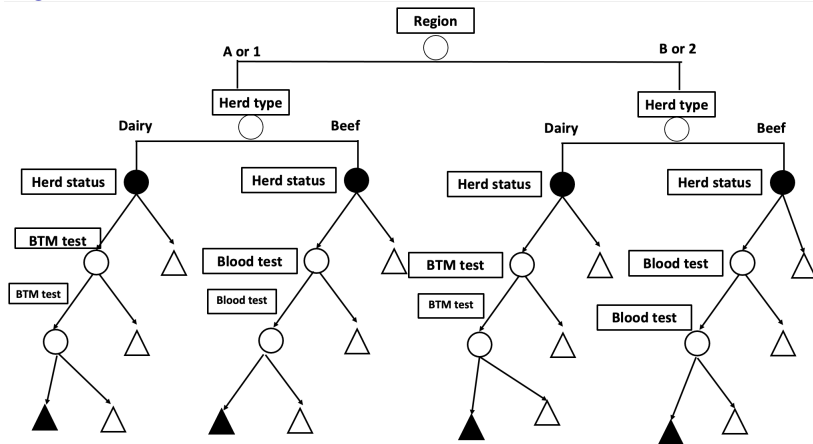 Region
A or 1
B or 2
Herd type
Herd type
Dairy
Beef
Dairy
Beef
Herd status
Herd status
Herd status
Herd status
BTM test
Blood test
BTM test
Blood test
BTM test
Blood test
BTM test
Blood test